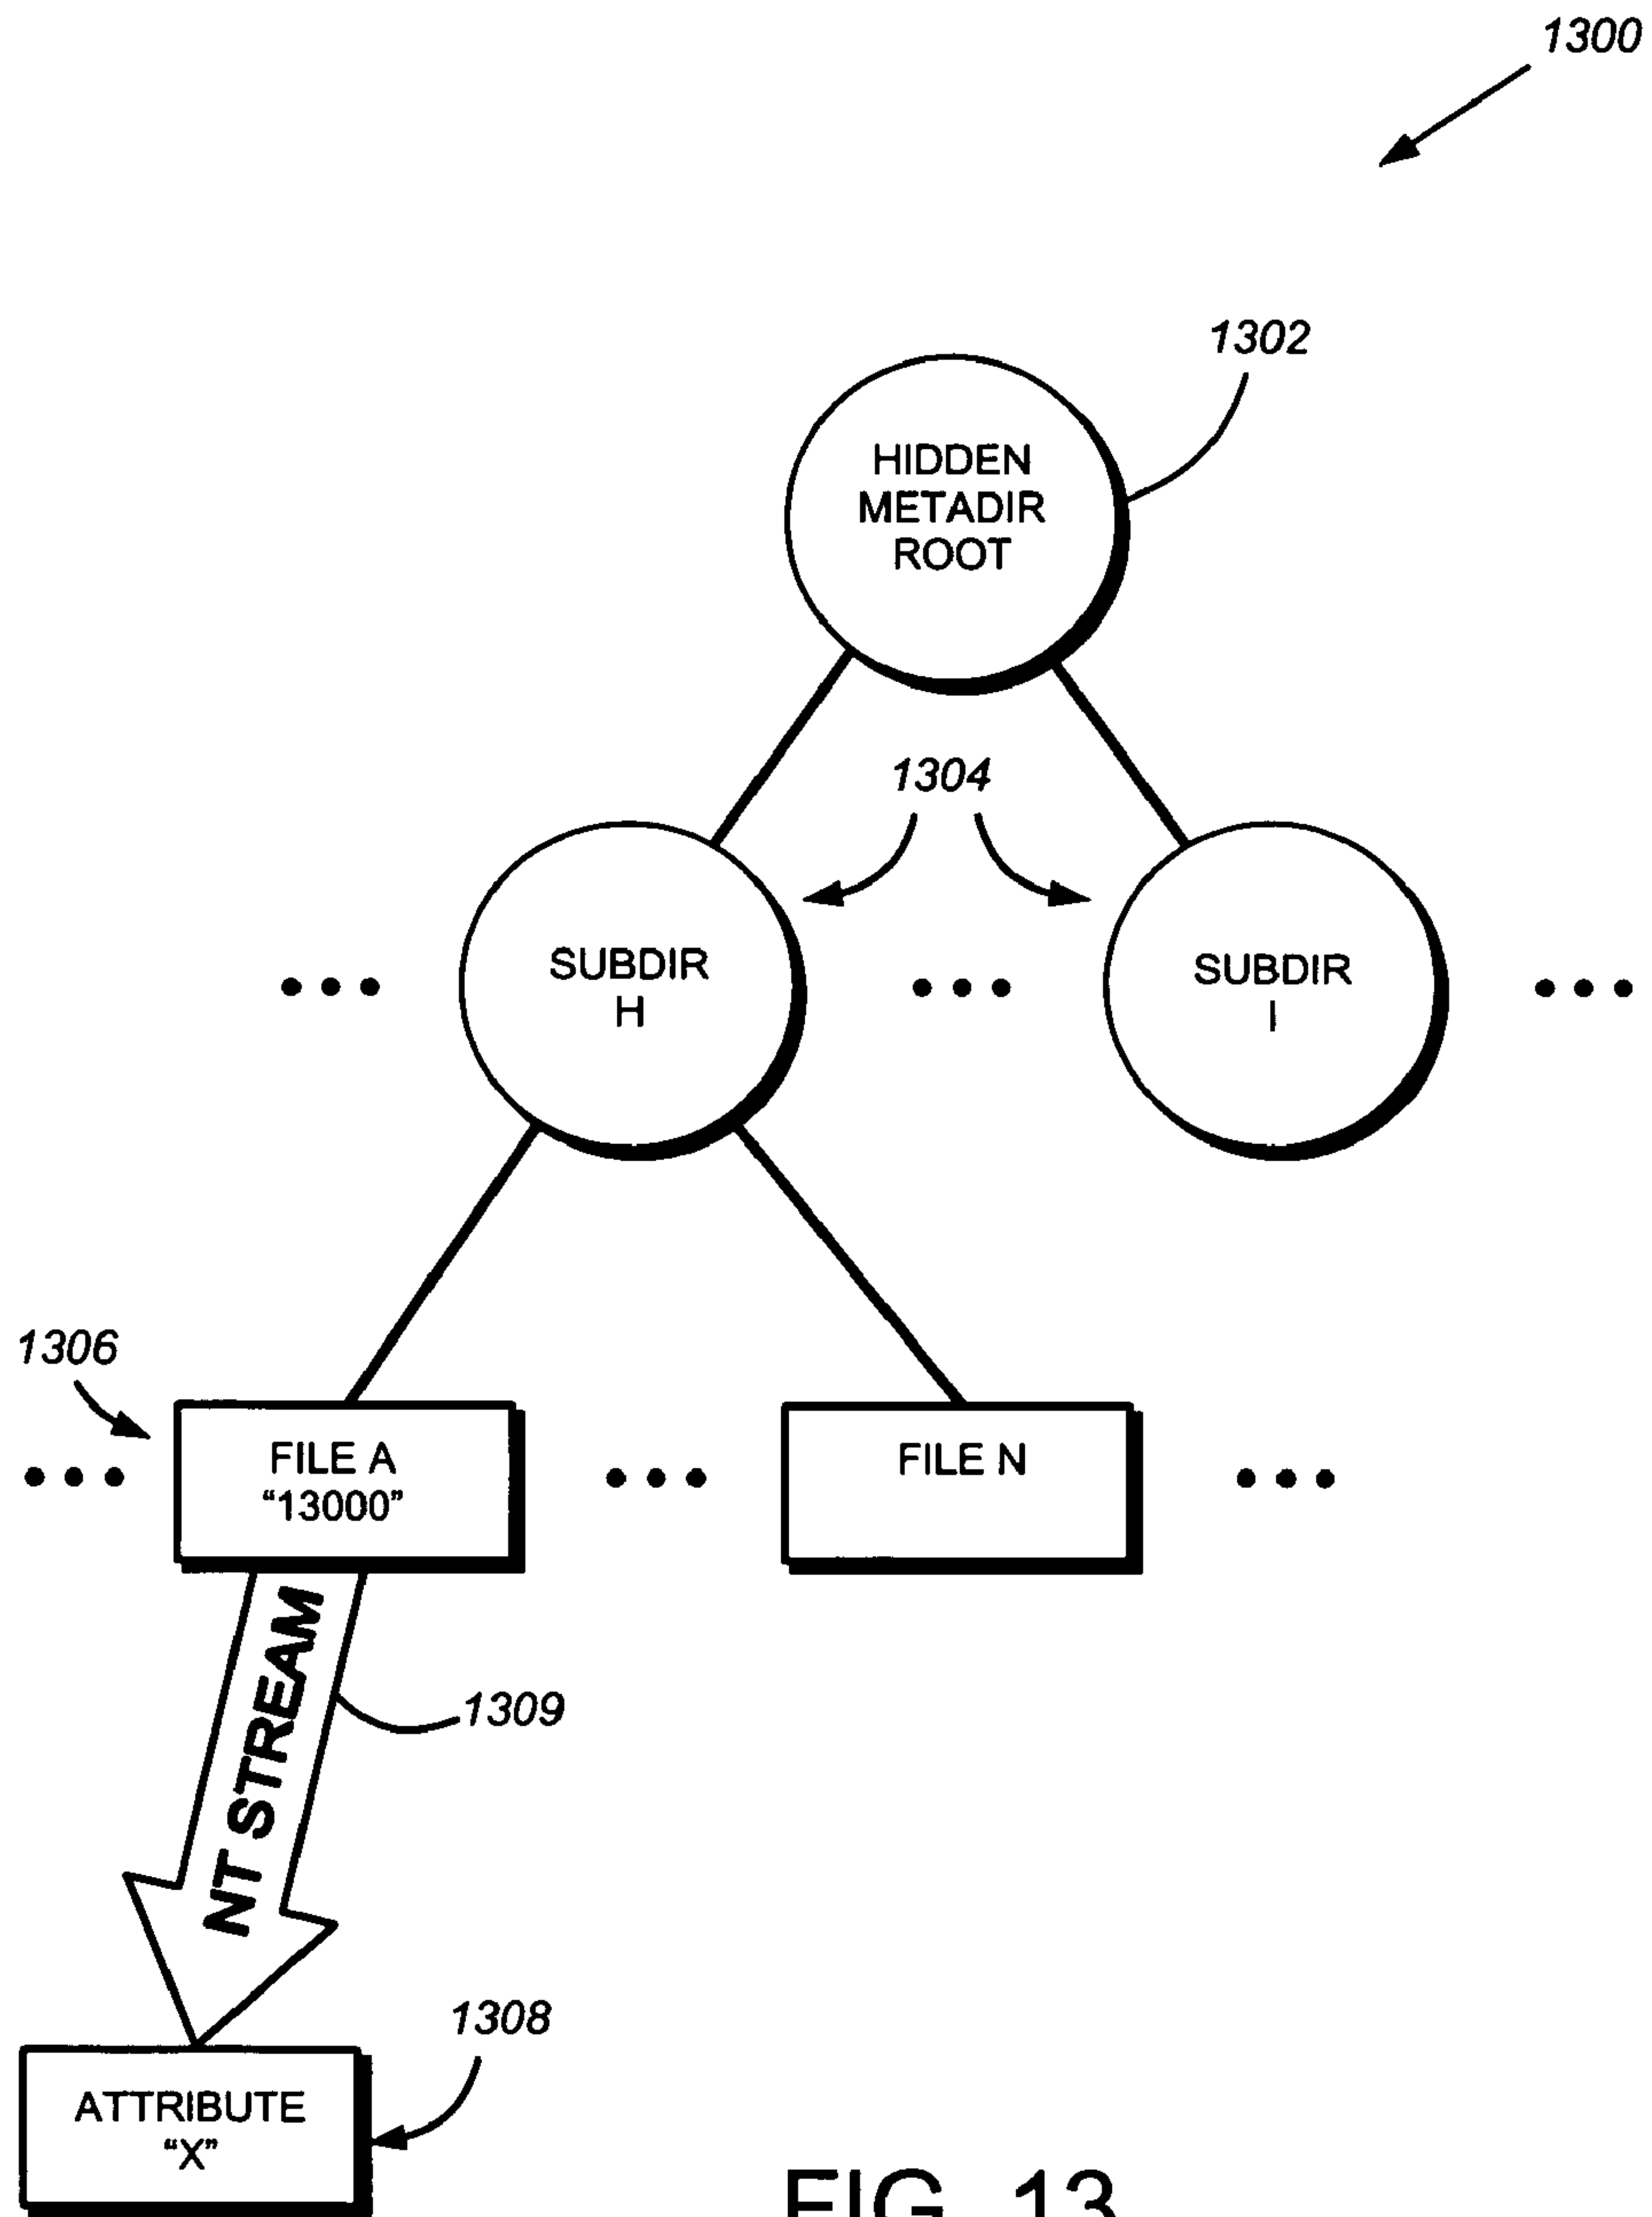 1300
1302
HIDDEN
METADIR
ROOT
1304
SUBDIR
H
SUBDIR
I
1306
FILE A
“13000”
FILE N
NT STREAM
1309
1308
ATTRIBUTE
“X”
FIG. 13